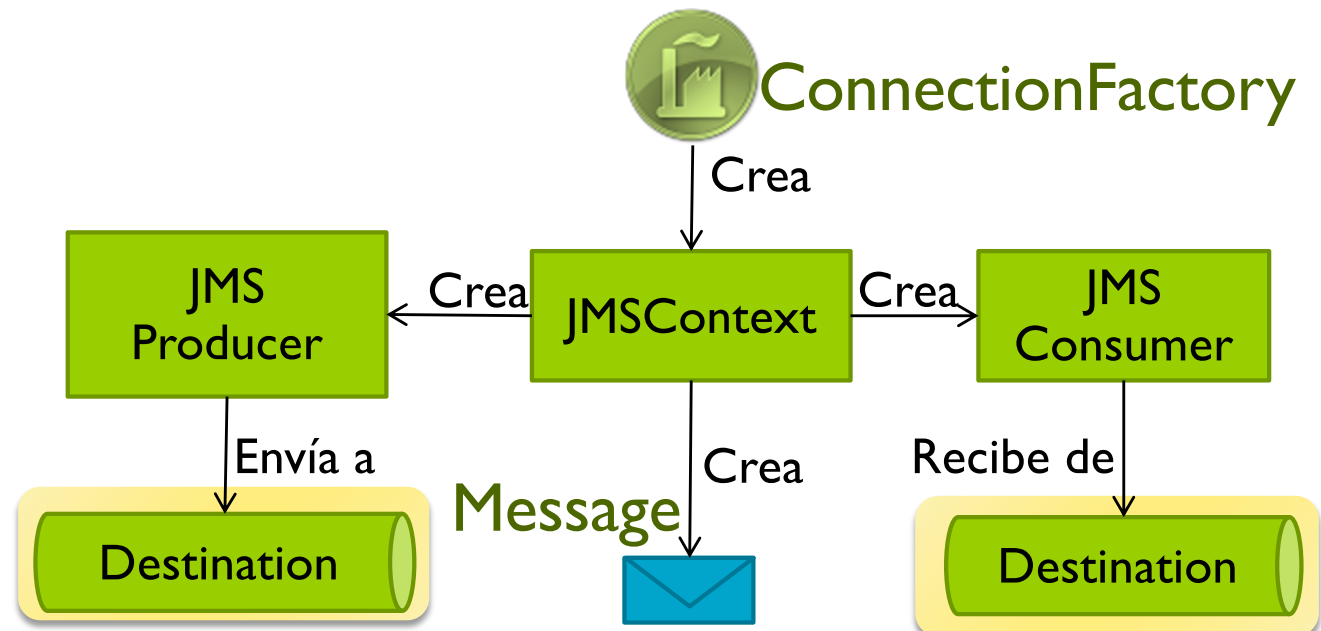 ConnectionFactory
Crea
JMS
Producer
Crea
JMSContext
Crea
JMS
Consumer
Envía a
Crea
Recibe de
Message
Destination
Destination